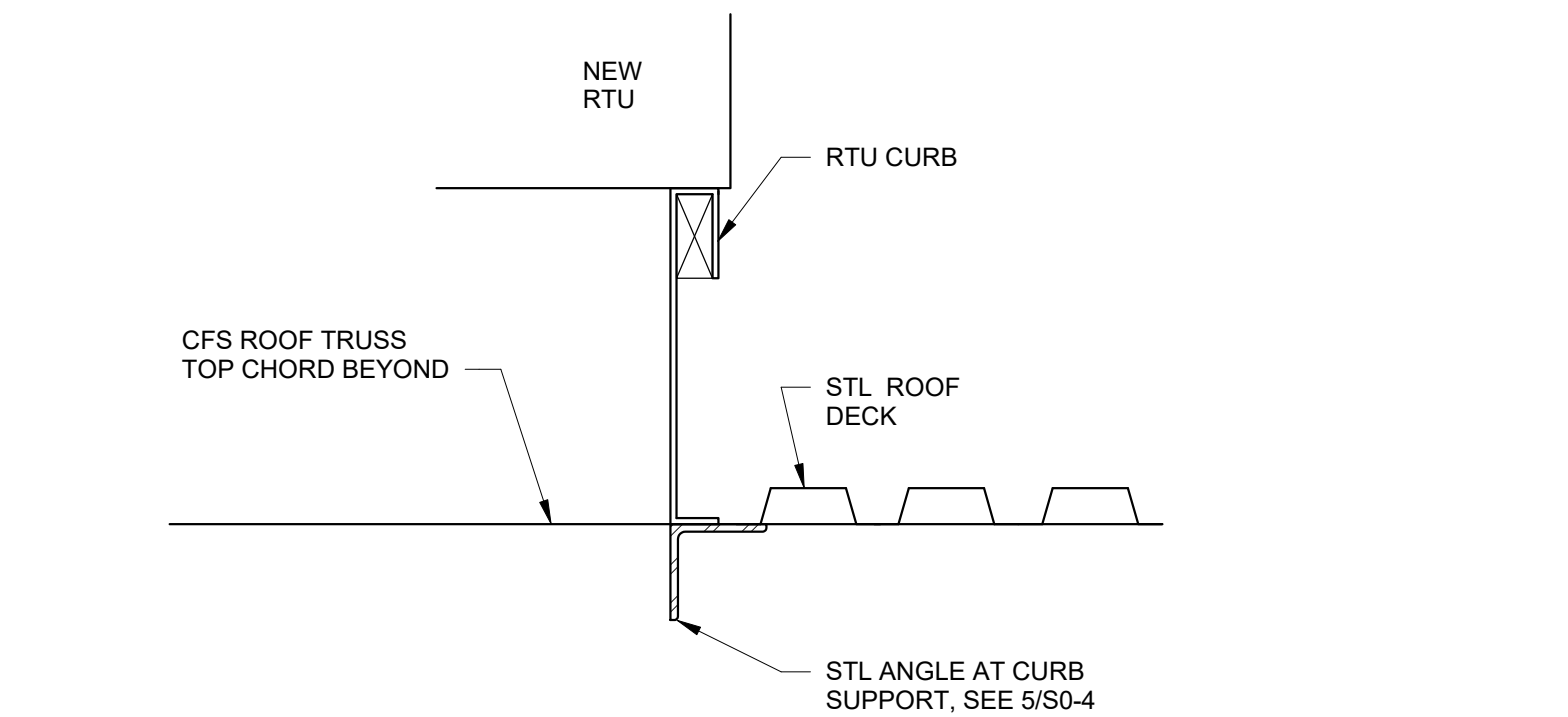 NEW
RTU
RTU CURB
CFS ROOF TRUSS
TOP CHORD BEYOND
STL  ROOF
DECK
STL ANGLE AT CURB
SUPPORT, SEE 5/S0-4